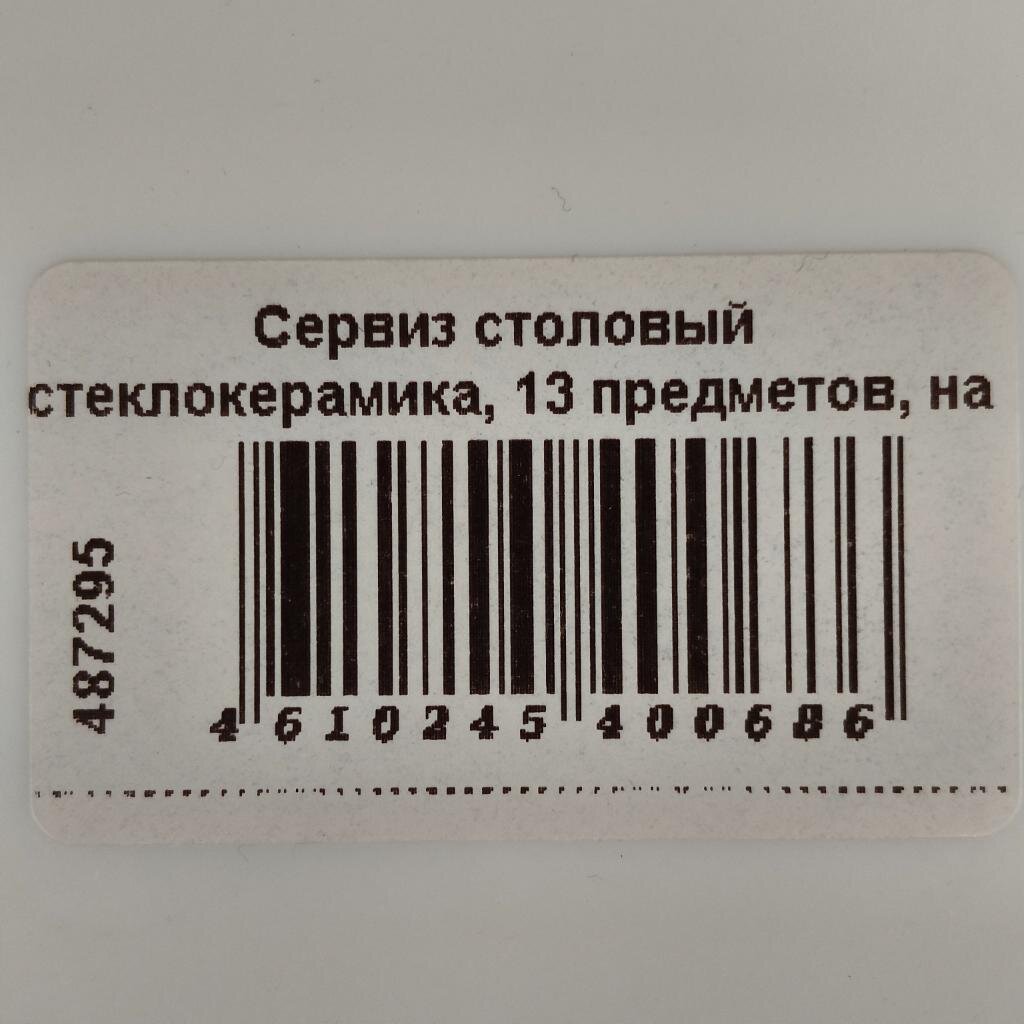 Сервиз столовый
стеклокерамика, 13 предметов, на
487295
4 610245 400686